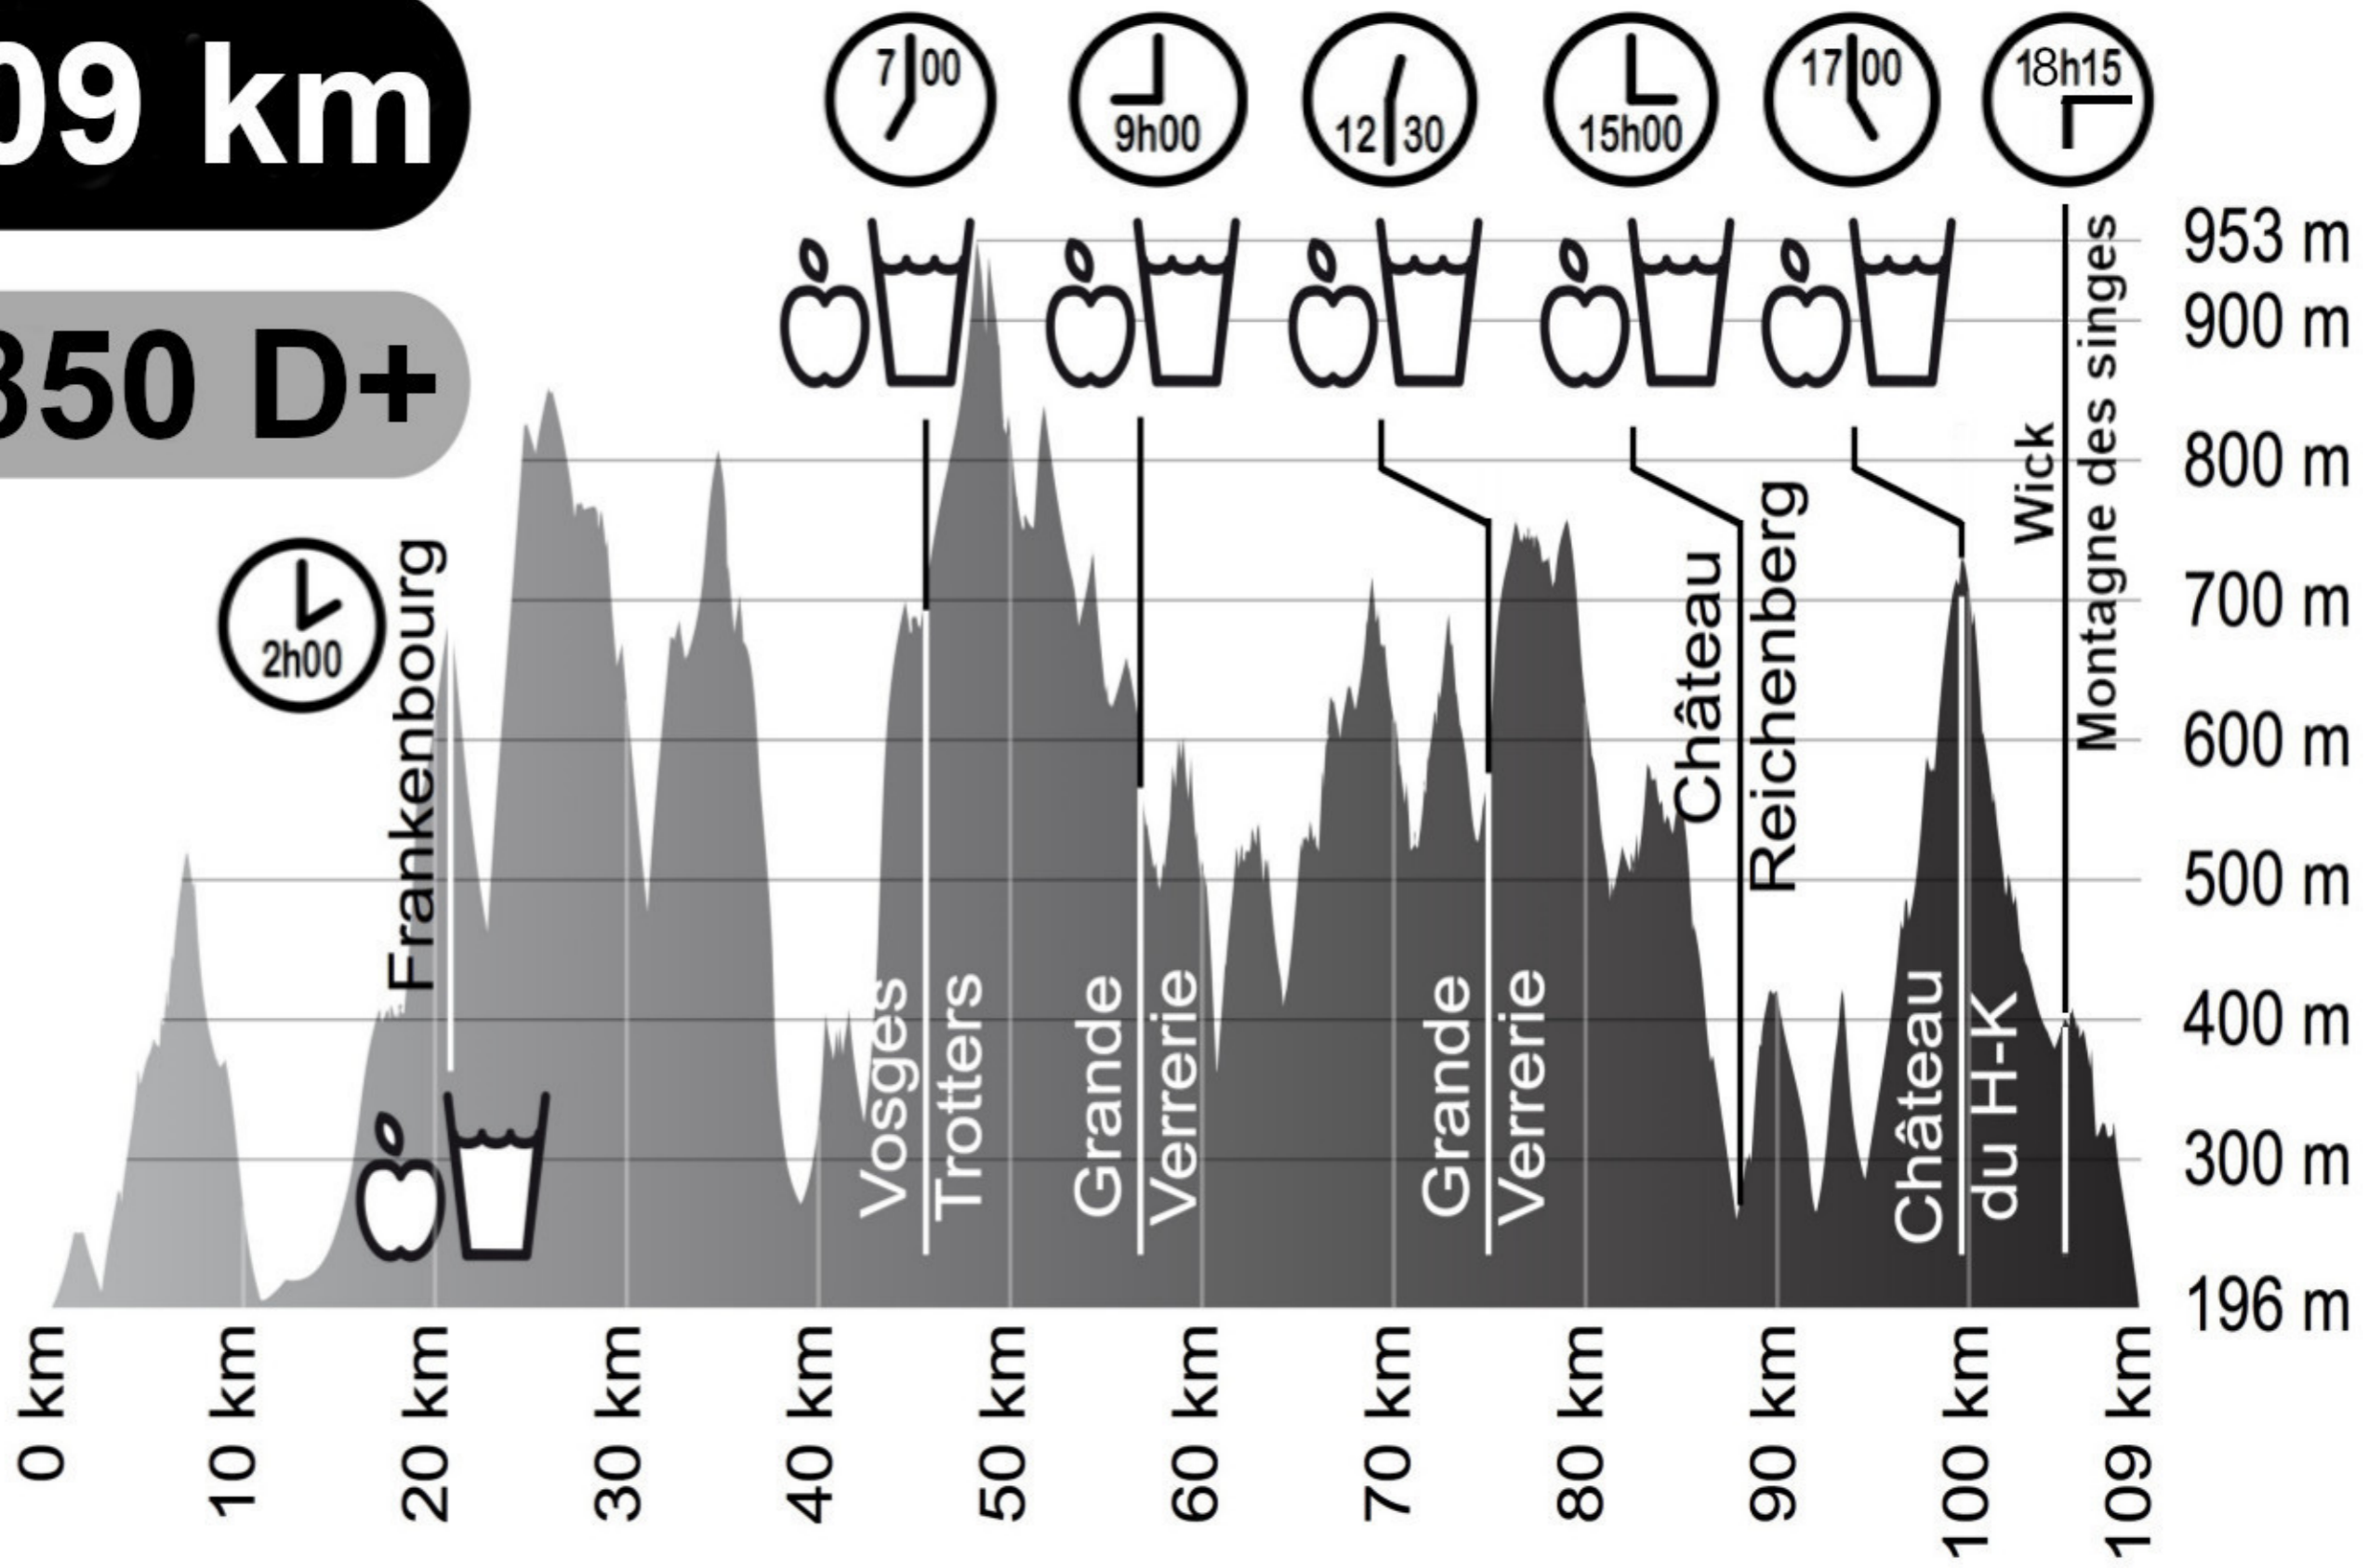 09 km
350 D+
7 00
9h00
12 30
15h00
17 00
18h15
2h00
953 m
900 m
800 m
700 m
600 m
500 m
400 m
300 m
196 m
Frankenbourg
Vosges
Trotters
Grande
Verrerie
Grande
Verrerie
Château
Reichenberg
Château
du H-K
Wick
Montagne des singes
0 km
10 km
20 km
30 km
40 km
50 km
60 km
70 km
80 km
90 km
100 km
109 km